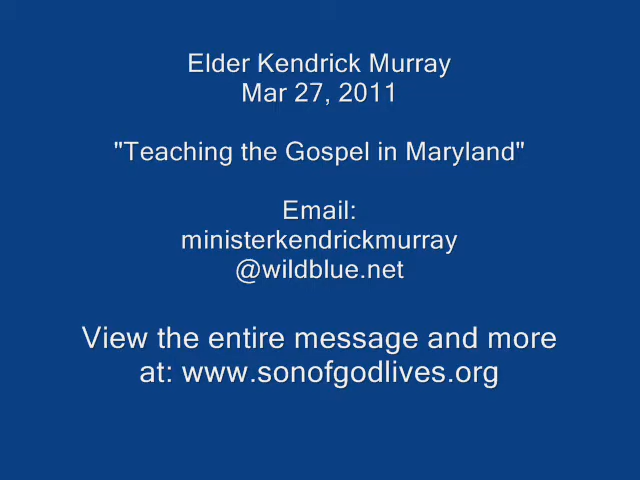 Elder Kendrick Murray
Mar 27, 2011
"Teaching the Gospel in Maryland"
Email:
ministerkendrickmurray
@wildblue.net
View the entire message and more
at: www.sonofgodlives.org